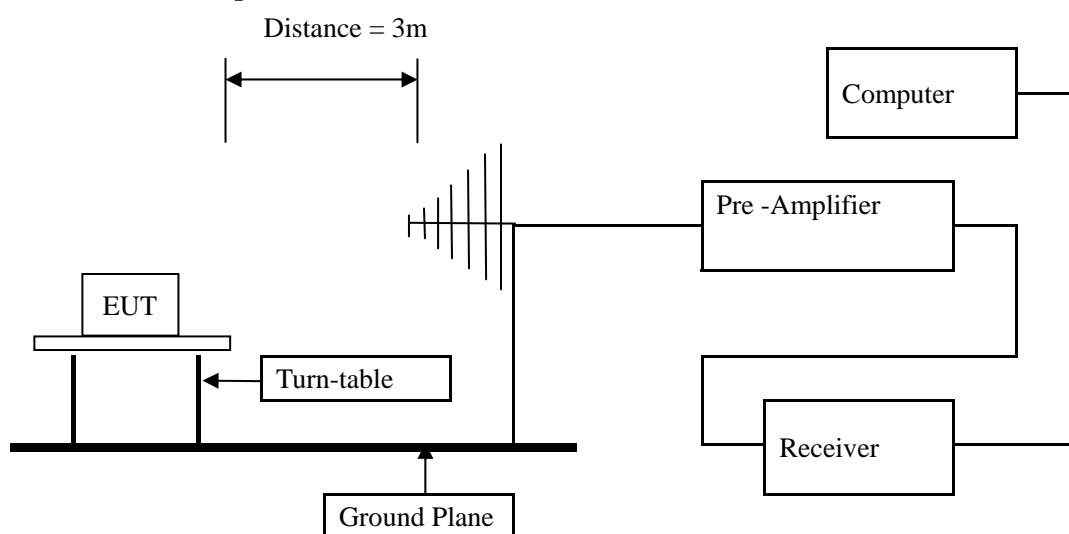 Distance = 3m
Computer
Pre -Amplifier
EUT
Turn-table
Receiver
Ground Plane